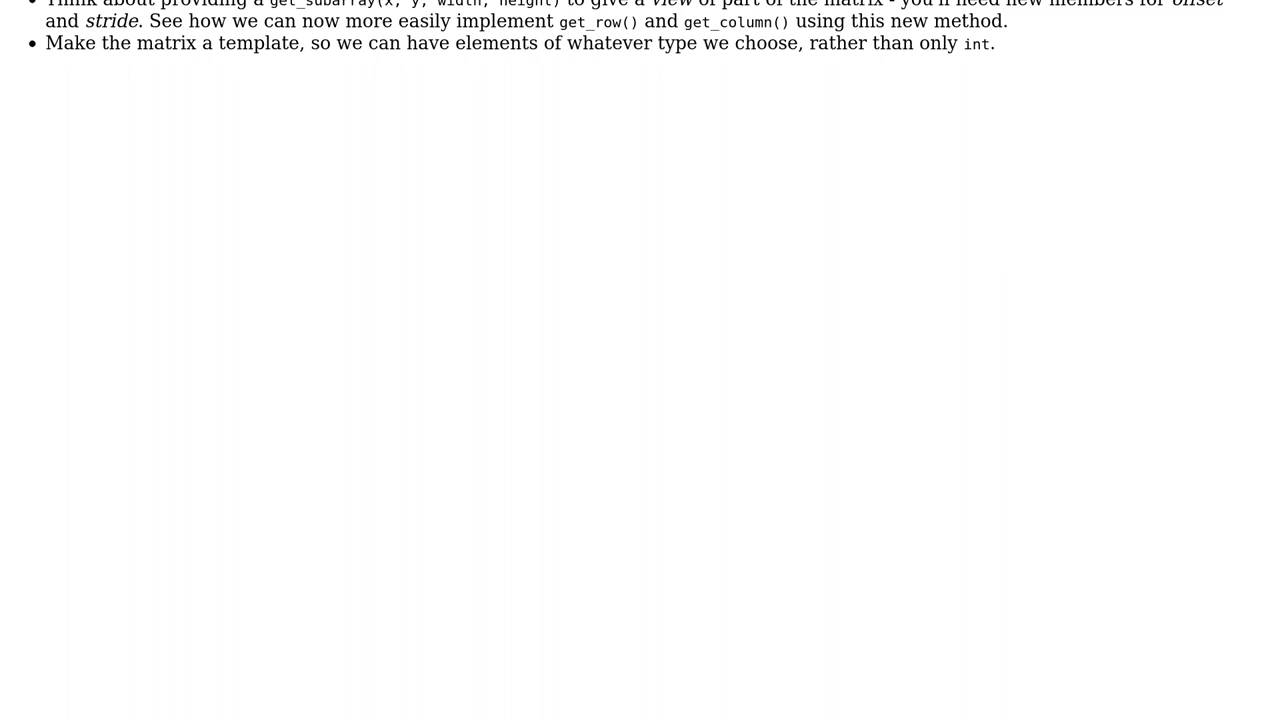 • Think about providing a get_subarray(x, y, width, height) to give a view of part of the matrix - you'll need new members for offset
and stride. See how we can now more easily implement get_row() and get_column() using this new method.
• Make the matrix a template, so we can have elements of whatever type we choose, rather than only int.